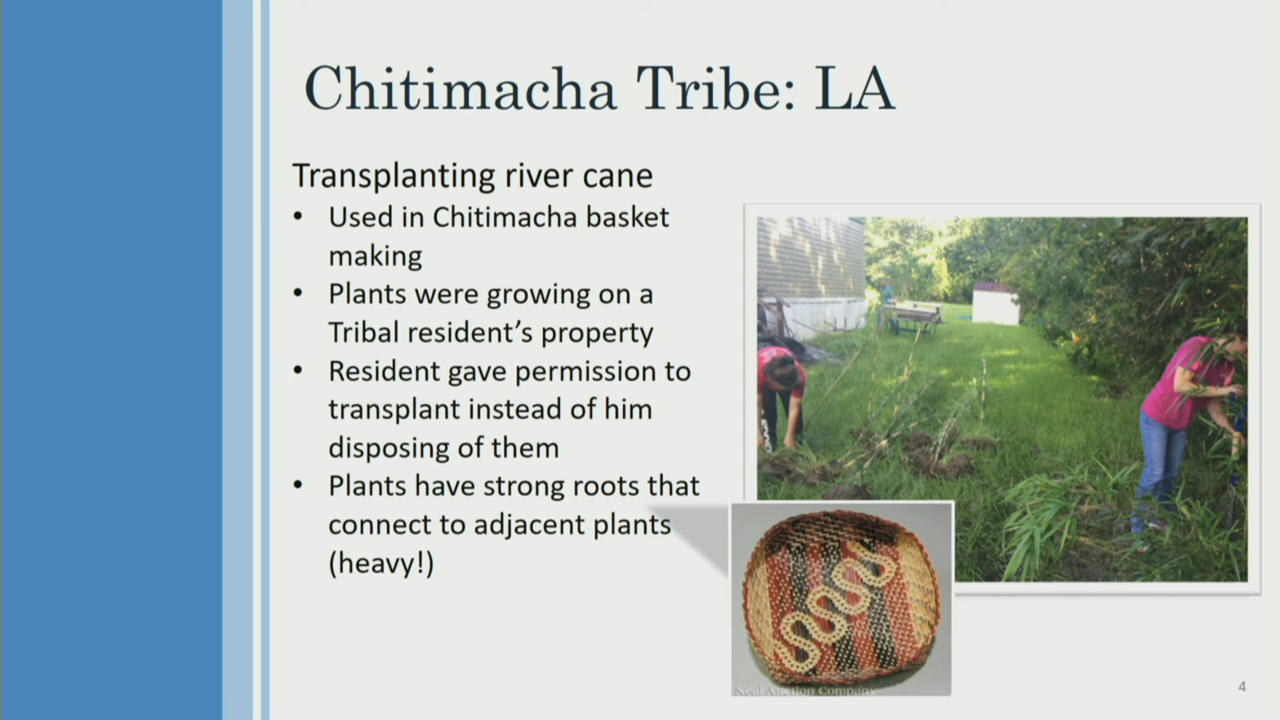 Chitimacha Tribe: LA
Transplanting river cane
• Used in Chitimacha basket
making
• Plants were growing on a
Tribal resident’s property
• Resident gave permission to
transplant instead of him
disposing of them
• Plants have strong roots that
connect to adjacent plants
(heavy!)
Neal Auction Company
4